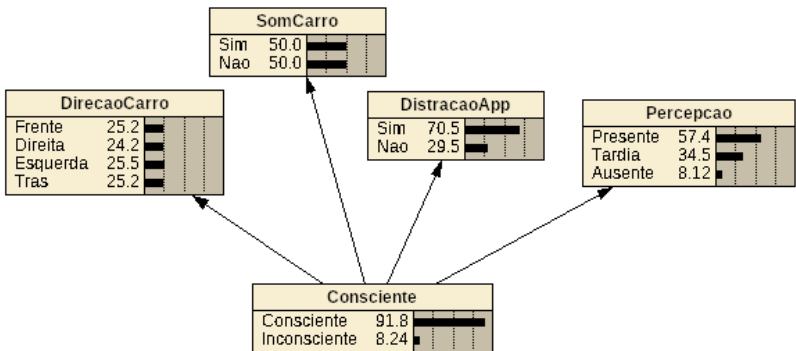 SomCarro
Sim 50.0
Nao 50.0
DirecaoCarro
Frente 25.2
Direita 24.2
Esquerda 25.5
Tras 25.2
DistracaoApp
Sim 70.5
Nao 29.5
Percepcao
Presente 57.4
Tardia 34.5
Ausente 8.12
Consciente
Consciente 91.8
Inconsciente 8.24